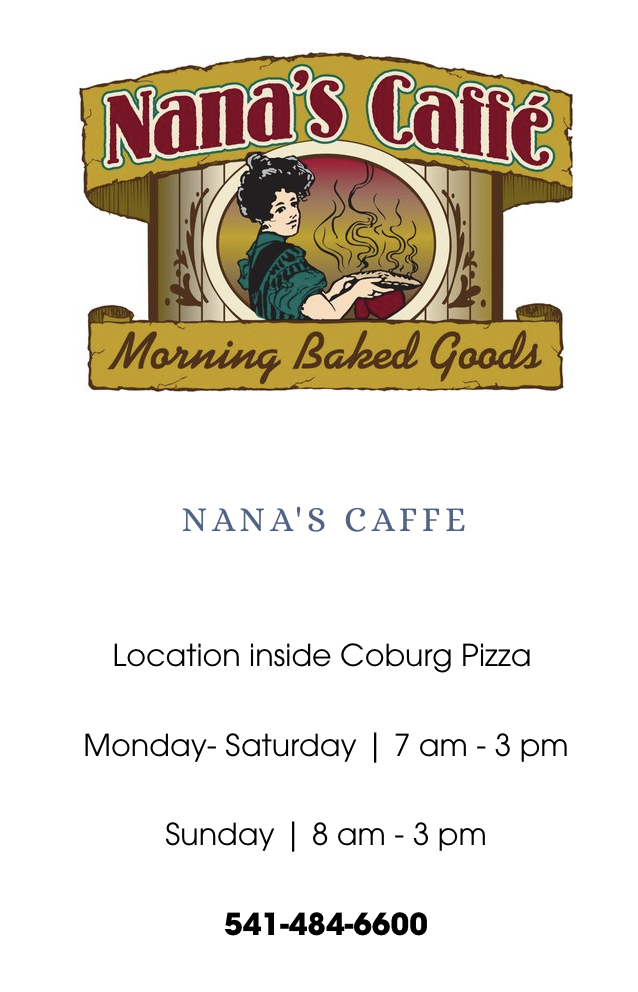 Nana's Caffé
Morning Baked Goods
NANA'S CAFFE
Location inside Coburg Pizza
Monday- Saturday | 7 am - 3 pm
Sunday | 8 am - 3 pm
541-484-6600